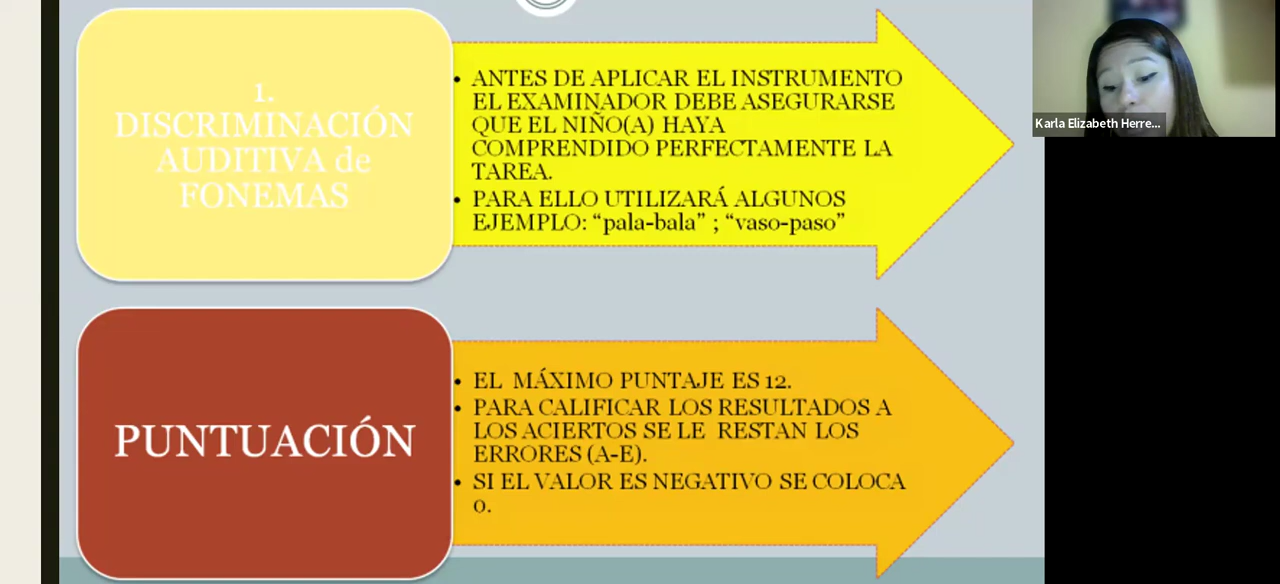 1.
DISCRIMINACIÓN
AUDITIVA de
FONEMAS
• ANTES DE APLICAR EL INSTRUMENTO
EL EXAMINADOR DEBE ASEGURARSE
QUE EL NIÑO(A) HAYA
COMPRENDIDO PERFECTAMENTE LA
TAREA.
• PARA ELLO UTILIZARÁ ALGUNOS
EJEMPLO: “pala-bala” ; “vaso-paso”
PUNTUACIÓN
• EL MÁXIMO PUNTAJE ES 12.
• PARA CALIFICAR LOS RESULTADOS A
LOS ACIERTOS SE LE RESTAN LOS
ERRORES (A-E).
• SI EL VALOR ES NEGATIVO SE COLOCA
0.
Karla Elizabeth Herre...